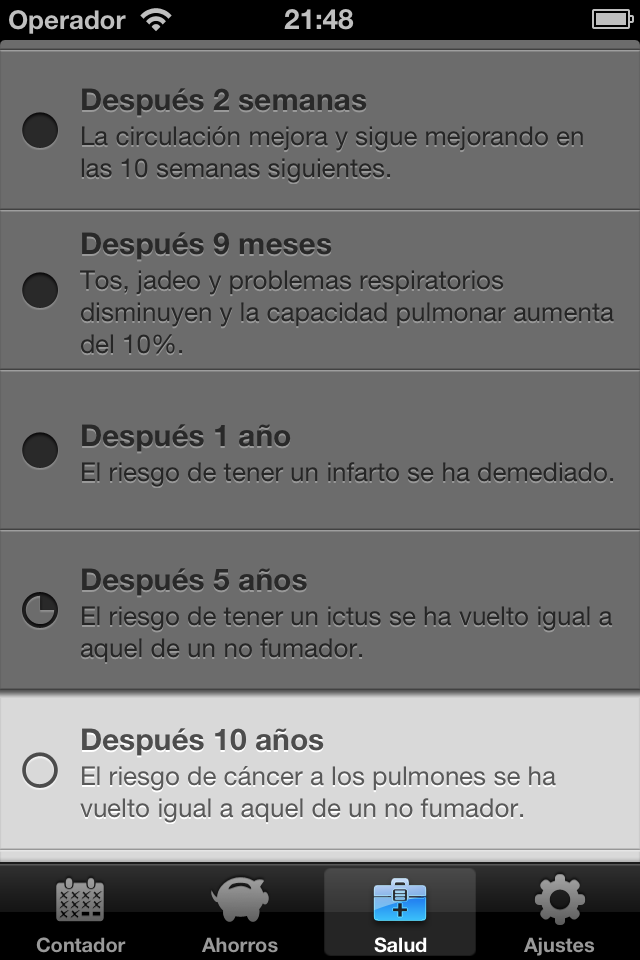 Operador 21:48
Después 2 semanas
La circulación mejora y sigue mejorando en
las 10 semanas siguientes.
Después 9 meses
Tos, jadeo y problemas respiratorios
disminuyen y la capacidad pulmonar aumenta
del 10%.
Después 1 año
El riesgo de tener un infarto se ha demediado.
Después 5 años
El riesgo de tener un ictus se ha vuelto igual a
aquel de un no fumador.
Después 10 años
El riesgo de cáncer a los pulmones se ha
vuelto igual a aquel de un no fumador.
Contador Ahorros Salud Ajustes